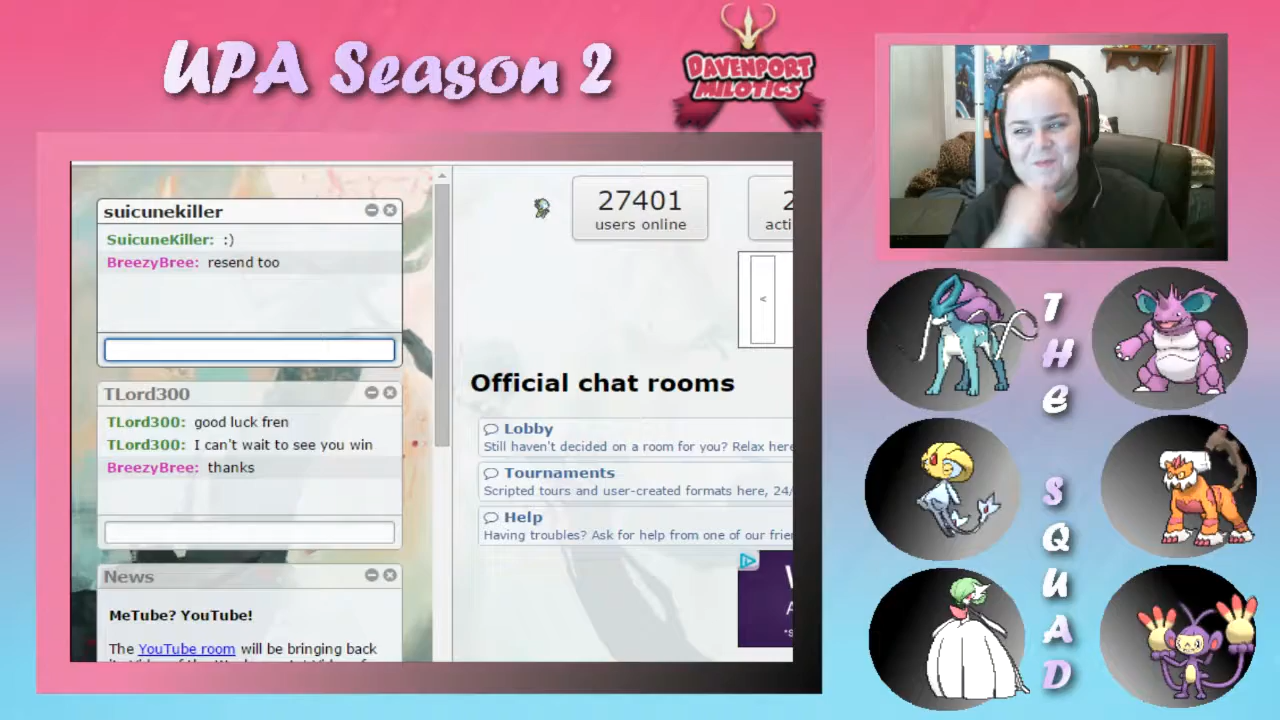 UPA Season 2
DAVENPORT
MILOTICS
suicunekiller
SuicuneKiller: :)
BreezyBree: resend too
TLord300
TLord300: good luck fren
TLord300: I can't wait to see you win
BreezyBree: thanks
News
MeTube? YouTube!
The YouTube room will be bringing back
27401
users online
2
acti
<
Official chat rooms
Lobby
Still haven't decided on a room for you? Relax here
Tournaments
Scripted tours and user-created formats here, 24/
Help
Having troubles? Ask for help from one of our frie
THE
SQUAD